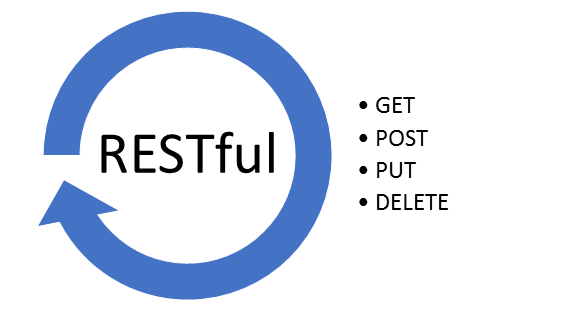 RESTful
• GET
• POST
• PUT
• DELETE